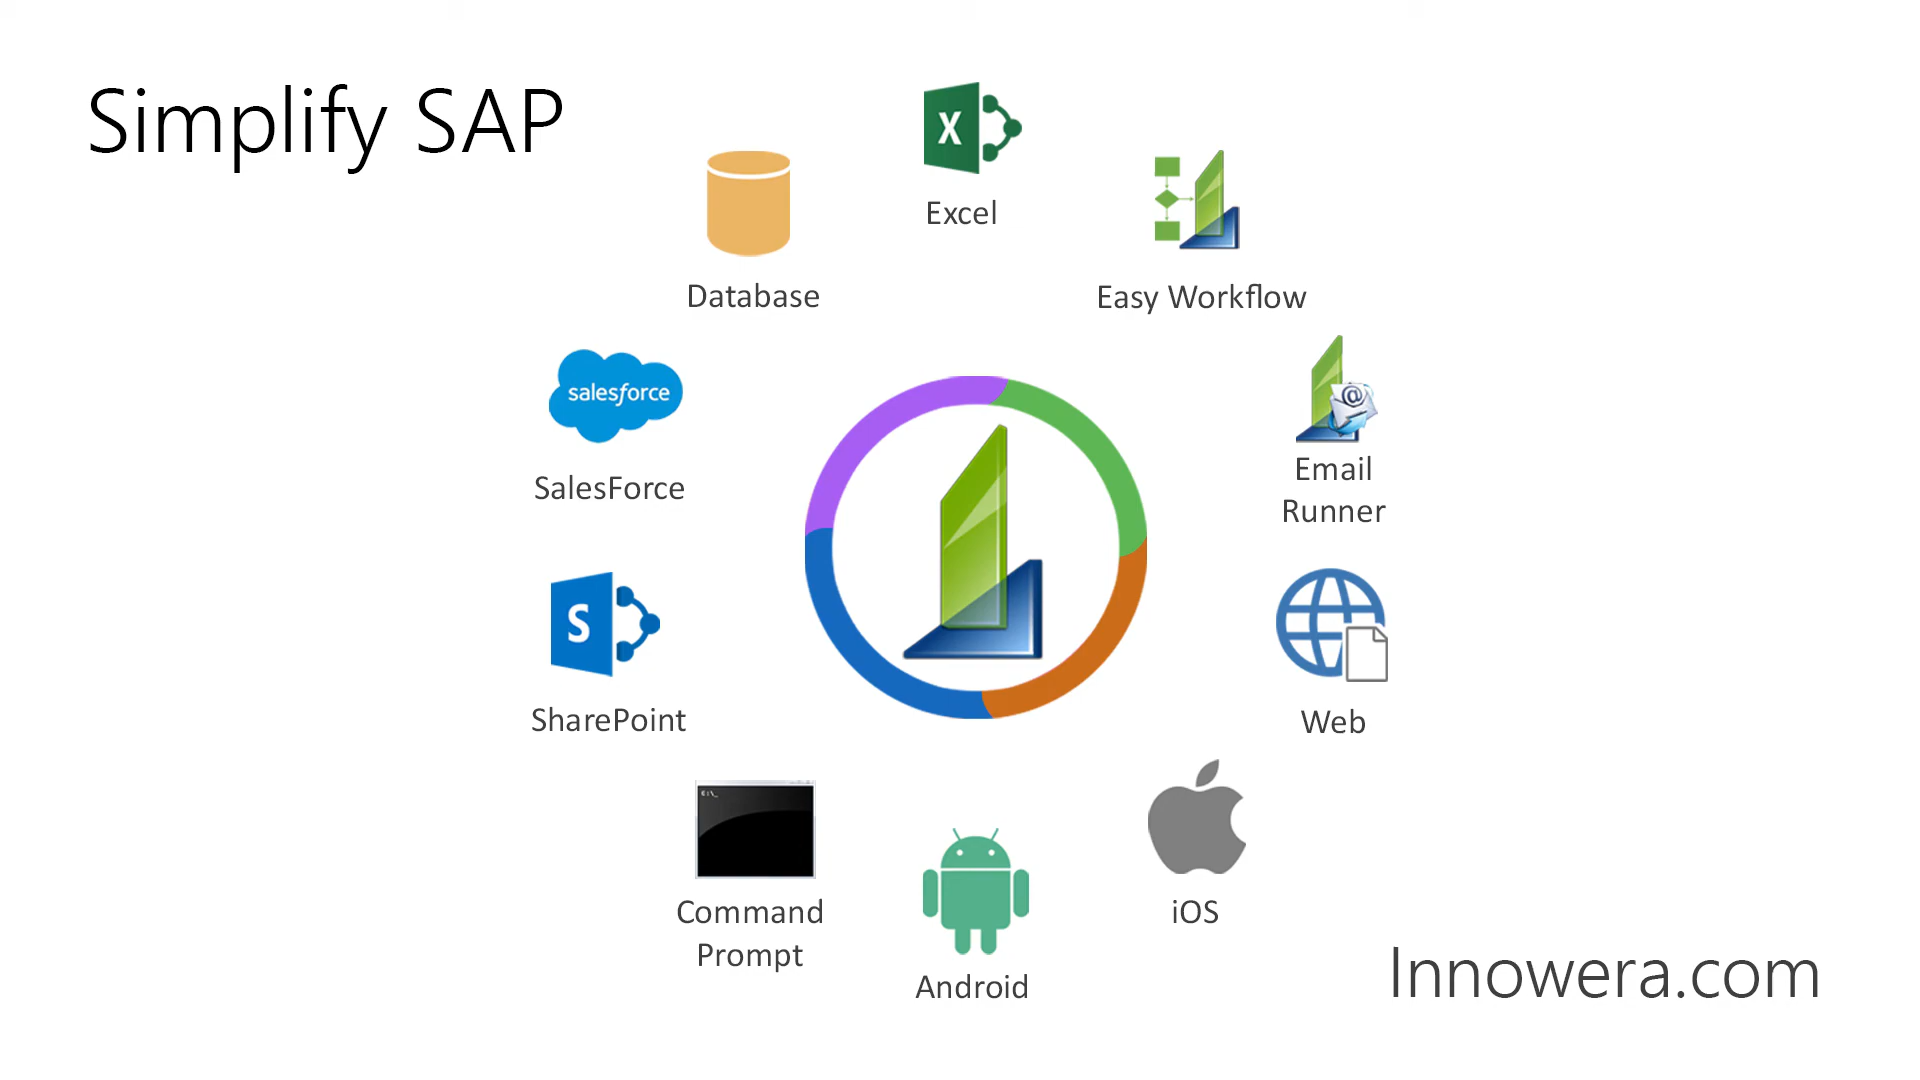 Simplify SAP
X
Excel
Database
Easy Workflow
salesforce
SalesForce
@
Email
Runner
S
SharePoint
Web
C:\_
Command
Prompt
Android
iOS
Innowera.com